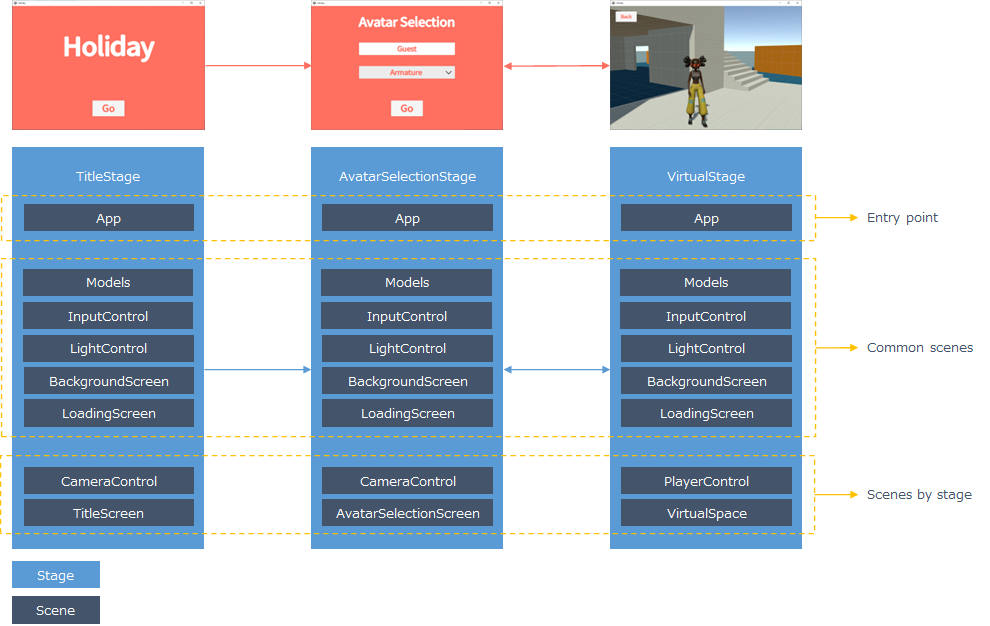 Holiday
Go
Avatar Selection
Guest
Armature
Go
Back
TitleStage
AvatarSelectionStage
VirtualStage
App
App
App
Entry point
Models
Models
Models
InputControl
InputControl
InputControl
LightControl
LightControl
LightControl
Common scenes
BackgroundScreen
BackgroundScreen
BackgroundScreen
LoadingScreen
LoadingScreen
LoadingScreen
CameraControl
CameraControl
PlayerControl
Scenes by stage
TitleScreen
AvatarSelectionScreen
VirtualSpace
Stage
Scene